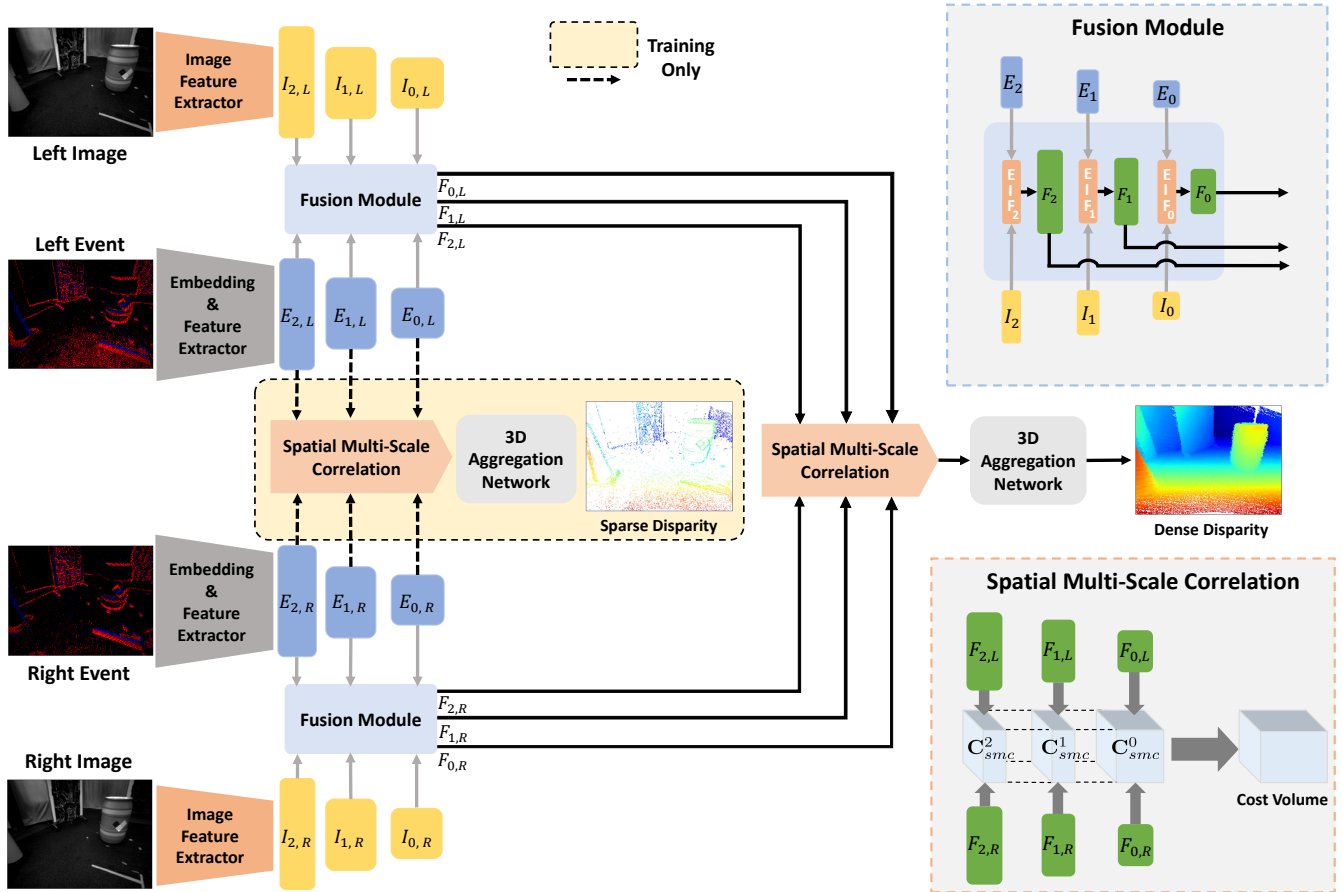 Image
Feature
Extractor
I2, L
I1, L
I0, L
Left Image
Training
Only
Fusion Module
F0,L
F1,L
F2,L
Left Event
Embedding
&
Feature
Extractor
E2, L
E1, L
E0, L
Spatial Multi-Scale
Correlation
3D
Aggregation
Network
Sparse Disparity
Spatial Multi-Scale
Correlation
3D
Aggregation
Network
Dense Disparity
Embedding
&
Feature
Extractor
E2, R
E1, R
E0, R
Right Event
Fusion Module
F2,R
F1,R
F0,R
Right Image
Image
Feature
Extractor
I2, R
I1, R
I0, R
Fusion Module
E2
E1
E0
EIF2
F2
EIF1
F1
EIF0
F0
I2
I1
I0
Spatial Multi-Scale Correlation
F2,L
F1,L
F0,L
C2smc
C1smc
C0smc
Cost Volume
F2,R
F1,R
F0,R